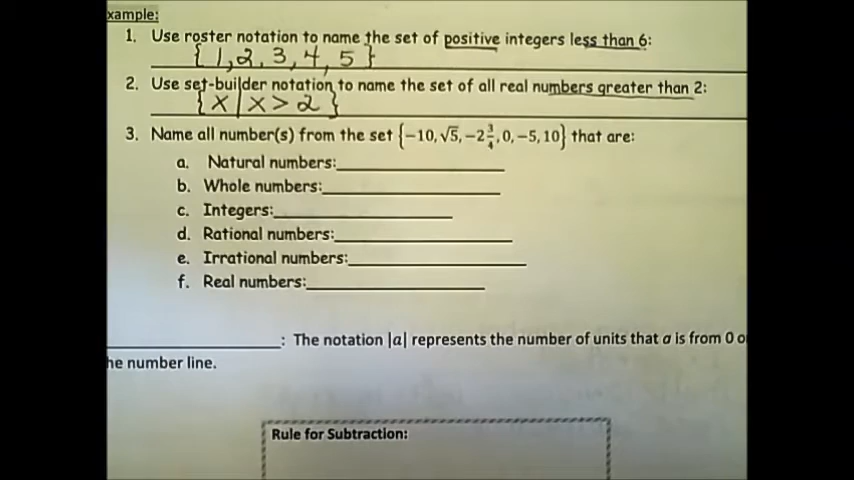 xample:
1. Use roster notation to name the set of positive integers less than 6:
{1,2,3,4,5}
2. Use set-builder notation to name the set of all real numbers greater than 2:
{x|x>2}
3. Name all number(s) from the set {−10, √5, −2 3/4, 0, −5, 10} that are:
a. Natural numbers:
b. Whole numbers:
c. Integers:
d. Rational numbers:
e. Irrational numbers:
f. Real numbers:
: The notation |a| represents the number of units that a is from 0 o
he number line.
Rule for Subtraction: